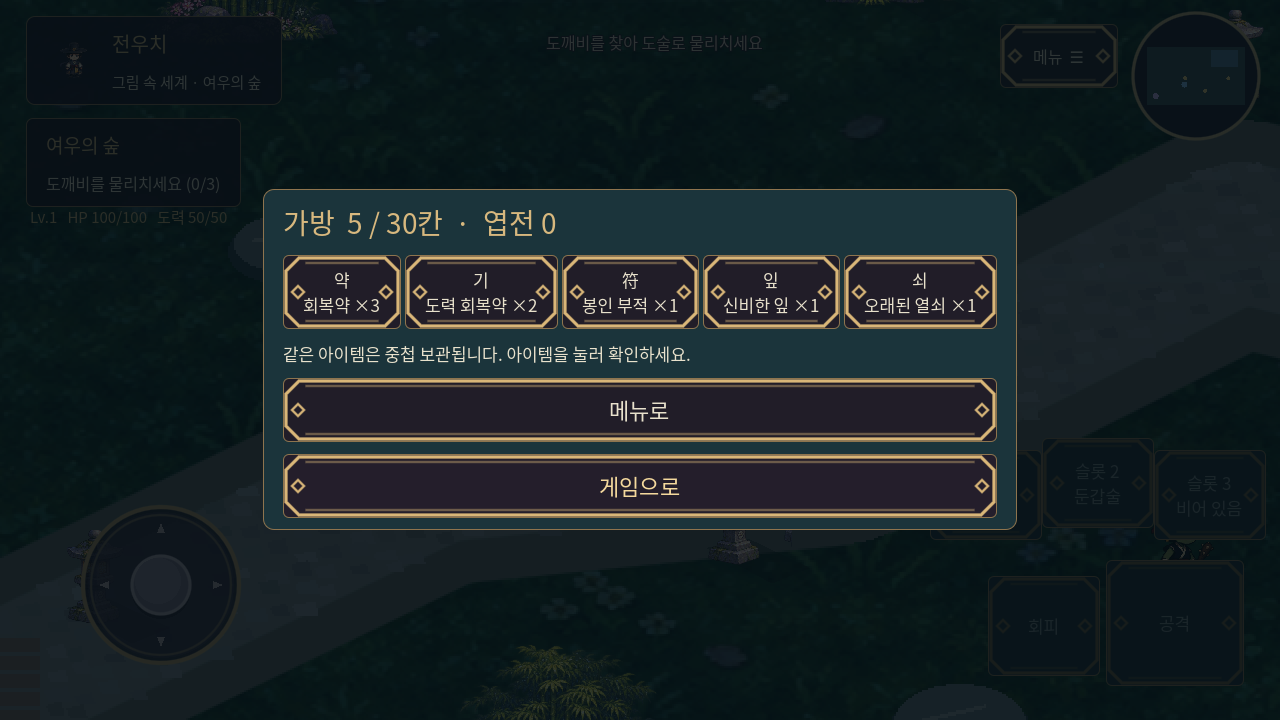 전우치
그림 속 세계 · 여우의 숲
도깨비를 찾아 도술로 물리치세요
메뉴 ☰
여우의 숲
도깨비를 물리치세요 (0/3)
Lv.1 HP 100/100 도력 50/50
가방 5 / 30칸 · 엽전 0
약
회복약 ×3
기
도력 회복약 ×2
符
봉인 부적 ×1
잎
신비한 잎 ×1
쇠
오래된 열쇠 ×1
같은 아이템은 중첩 보관됩니다. 아이템을 눌러 확인하세요.
메뉴로
게임으로
슬롯 2
둔갑술
슬롯 3
비어 있음
회피
공격